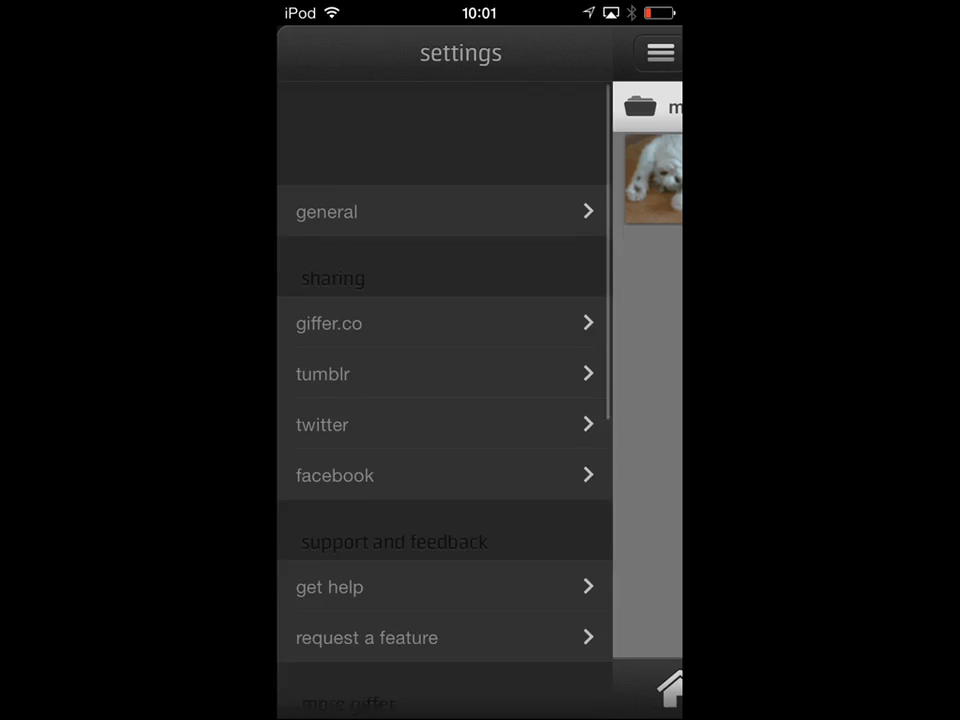 iPod 10:01
settings
m
general
sharing
giffer.co
tumblr
twitter
facebook
support and feedback
get help
request a feature
more giffer